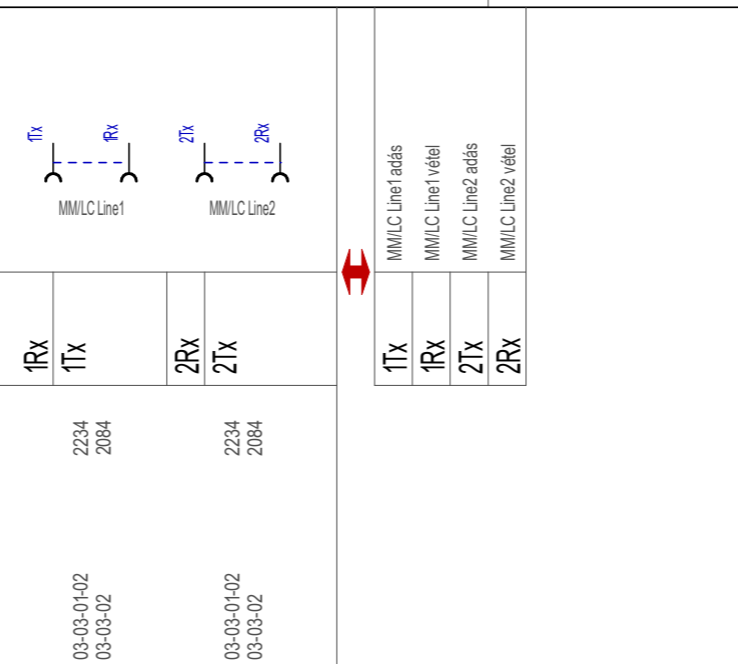 1Tx
1Rx
2Tx
2Rx
MM/LC Line1
MM/LC Line2
MM/LC Line1 adás
MM/LC Line1 vétel
MM/LC Line2 adás
MM/LC Line2 vétel
1Rx
1Tx
2Rx
2Tx
1Tx
1Rx
2Tx
2Rx
2234
2084
2234
2084
03-03-01-02
03-03-02
03-03-01-02
03-03-02